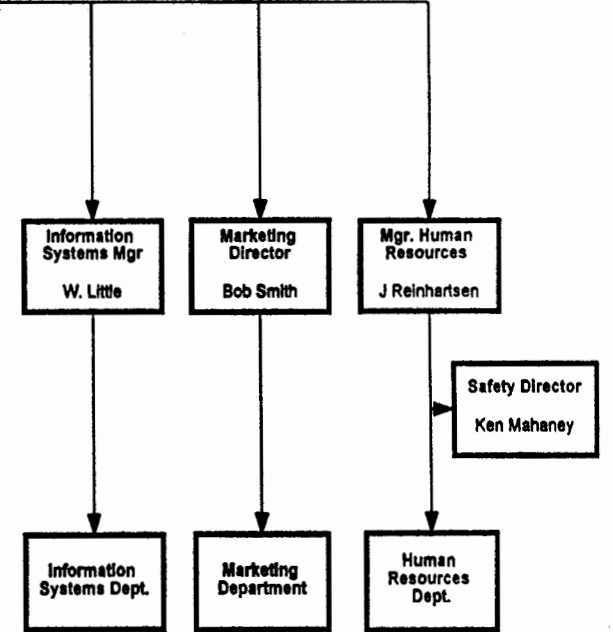 Information
Systems Mgr
W. Little
Marketing
Director
Bob Smith
Mgr. Human
Resources
J Reinhartsen
Safety Director
Ken Mahaney
Information
Systems Dept.
Marketing
Department
Human
Resources
Dept.